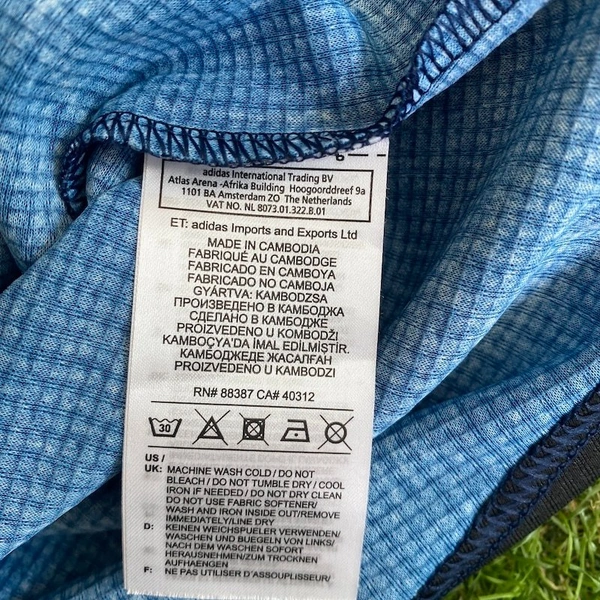 adidas International Trading BV
Atlas Arena -Afrika Building Hoogoorddreef 9a
1101 BA Amsterdam ZO The Netherlands
VAT NO. NL 8073.01.322.B.01
ET: adidas Imports and Exports Ltd
MADE IN CAMBODIA
FABRIQUÉ AU CAMBODGE
FABRICADO EN CAMBOYA
FABRICADO NO CAMBOJA
GYÁRTVA: KAMBODZSA
ПРОИЗВЕДЕНО В КАМБОДЖА
СДЕЛАНО В КАМБОДЖЕ
PROIZVEDENO U KOMBODŽI
KAMBOÇYA'DA İMAL EDİLMİŞTİR.
КАМБОДЖЕДЕ ЖАСАЛҒАН
PROIZVEDENO U KAMBODZI
RN# 88387 CA# 40312
30
US /
UK: MACHINE WASH COLD / DO NOT
BLEACH / DO NOT TUMBLE DRY / COOL
IRON IF NEEDED / DO NOT DRY CLEAN
DO NOT USE FABRIC SOFTENER/
WASH AND IRON INSIDE OUT/REMOVE
IMMEDIATELY/LINE DRY
D: KEINEN WEICHSPUELER VERWENDEN/
WASCHEN UND BUEGELN VON LINKS/
NACH DEM WASCHEN SOFORT
HERAUSNEHMEN/ZUM TROCKNEN
AUFHAENGEN
F: NE PAS UTILISER D'ASSOUPLISSEUR/